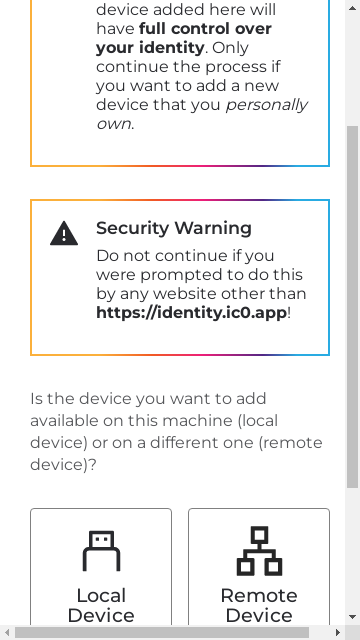 device added here will
have full control over
your identity. Only
continue the process if
you want to add a new
device that you personally
own.
Security Warning
Do not continue if you
were prompted to do this
by any website other than
https://identity.ic0.app!
Is the device you want to add
available on this machine (local
device) or on a different one (remote
device)?
Local
Device
Remote
Device